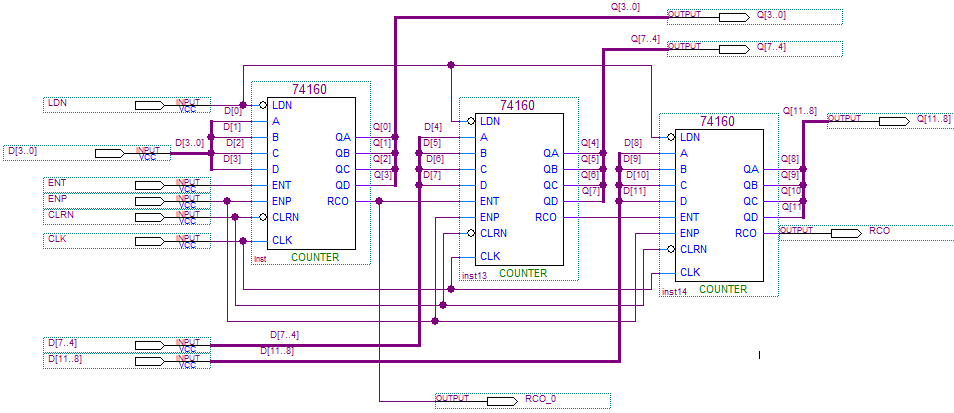 Q[3..0]
OUTPUT Q[3..0]
Q[7..4]
OUTPUT Q[7..4]
74160
LDN INPUT VCC
D[0]
LDN
D[1]
A
D[2]
B
D[3]
C
D
D[3..0] INPUT VCC
D[3..0]
ENT INPUT VCC
ENT
ENP INPUT VCC
ENP
CLRN INPUT VCC
CLRN
CLK INPUT VCC
CLK
QA
QB
QC
QD
RCO
Q[0]
Q[1]
Q[2]
Q[3]
inst
COUNTER
74160
LDN
D[4]
A
D[5]
B
D[6]
C
D[7]
D
ENT
ENP
CLRN
CLK
QA
QB
QC
QD
RCO
Q[4]
Q[5]
Q[6]
Q[7]
inst13
COUNTER
74160
LDN
D[8]
A
D[9]
B
D[10]
C
D[11]
D
ENT
ENP
CLRN
CLK
QA
QB
QC
QD
RCO
Q[8]
Q[9]
Q[10
Q[11
inst14
COUNTER
Q[11..8]
OUTPUT Q[11..8]
OUTPUT RCO
D[7..4] INPUT VCC
D[7..4]
D[11..8] INPUT VCC
D[11..8]
OUTPUT RCO_0